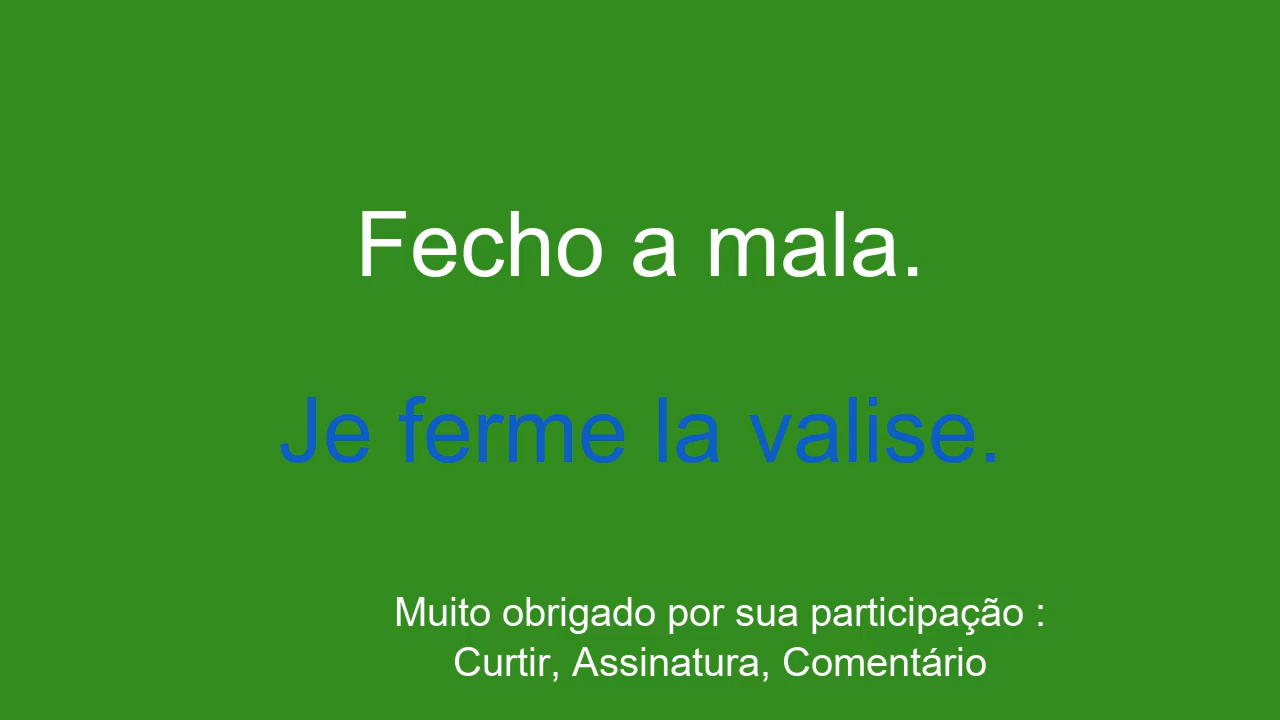 Fecho a mala.
Je ferme la valise.
Muito obrigado por sua participação :
Curtir, Assinatura, Comentário